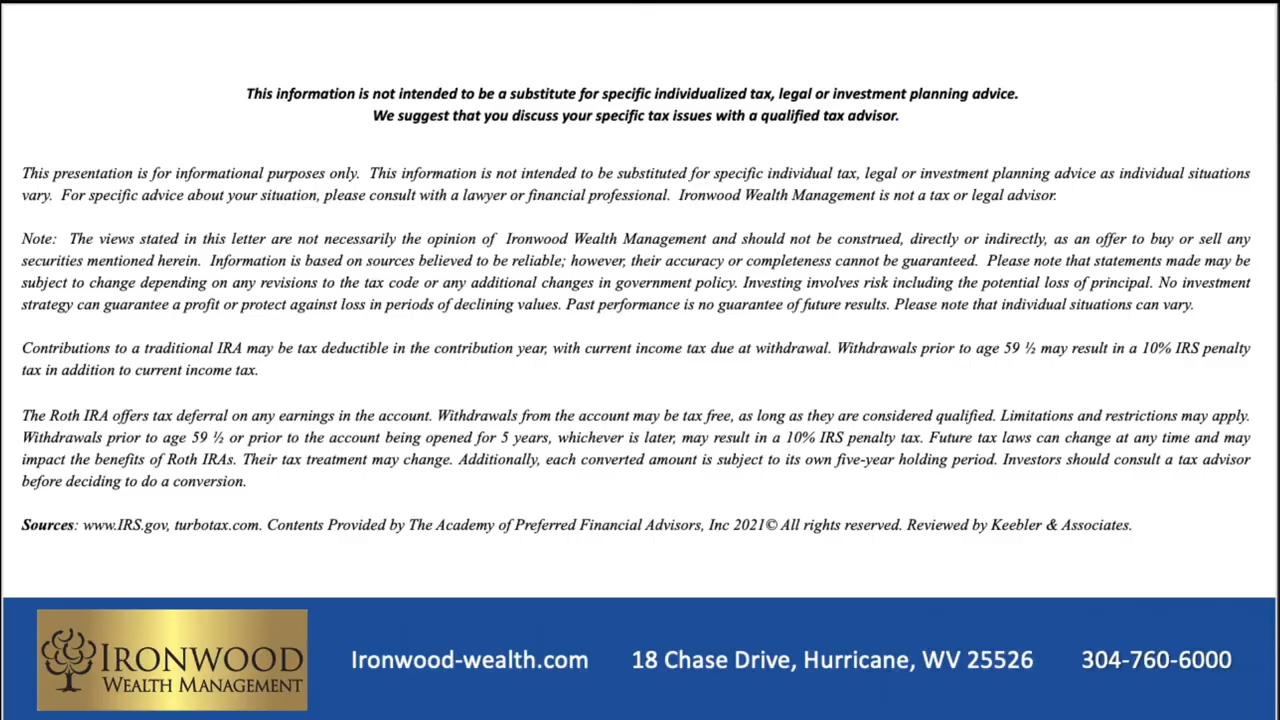 This information is not intended to be a substitute for specific individualized tax, legal or investment planning advice.
We suggest that you discuss your specific tax issues with a qualified tax advisor.
This presentation is for informational purposes only.  This information is not intended to be substituted for specific individual tax, legal or investment planning advice as individual situations
vary.  For specific advice about your situation, please consult with a lawyer or financial professional.  Ironwood Wealth Management is not a tax or legal advisor.
Note:  The views stated in this letter are not necessarily the opinion of  Ironwood Wealth Management and should not be construed, directly or indirectly, as an offer to buy or sell any
securities mentioned herein.  Information is based on sources believed to be reliable; however, their accuracy or completeness cannot be guaranteed.  Please note that statements made may be
subject to change depending on any revisions to the tax code or any additional changes in government policy. Investing involves risk including the potential loss of principal. No investment
strategy can guarantee a profit or protect against loss in periods of declining values. Past performance is no guarantee of future results. Please note that individual situations can vary.
Contributions to a traditional IRA may be tax deductible in the contribution year, with current income tax due at withdrawal. Withdrawals prior to age 59 ½ may result in a 10% IRS penalty
tax in addition to current income tax.
The Roth IRA offers tax deferral on any earnings in the account. Withdrawals from the account may be tax free, as long as they are considered qualified. Limitations and restrictions may apply.
Withdrawals prior to age 59 ½ or prior to the account being opened for 5 years, whichever is later, may result in a 10% IRS penalty tax. Future tax laws can change at any time and may
impact the benefits of Roth IRAs. Their tax treatment may change. Additionally, each converted amount is subject to its own five-year holding period. Investors should consult a tax advisor
before deciding to do a conversion.
Sources: www.IRS.gov, turbotax.com. Contents Provided by The Academy of Preferred Financial Advisors, Inc 2021© All rights reserved. Reviewed by Keebler & Associates.
IRONWOOD
WEALTH MANAGEMENT
Ironwood-wealth.com 18 Chase Drive, Hurricane, WV 25526 304-760-6000